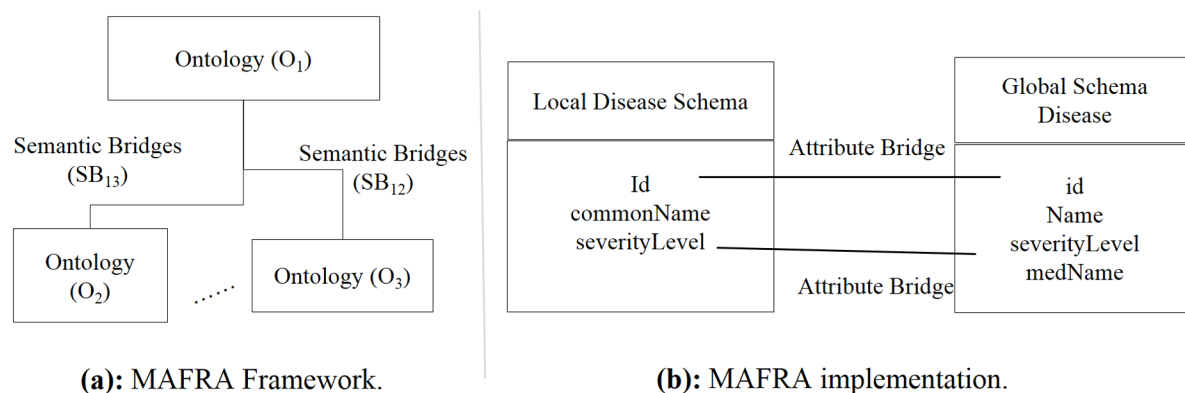 Ontology (O₁)
Semantic Bridges
(SB₁₃)
Semantic Bridges
(SB₁₂)
Ontology
(O₂)
......
Ontology (O₃)
(a): MAFRA Framework.
Local Disease Schema
Id
commonName
severityLevel
Attribute Bridge
Attribute Bridge
Global Schema
Disease
id
Name
severityLevel
medName
(b): MAFRA implementation.